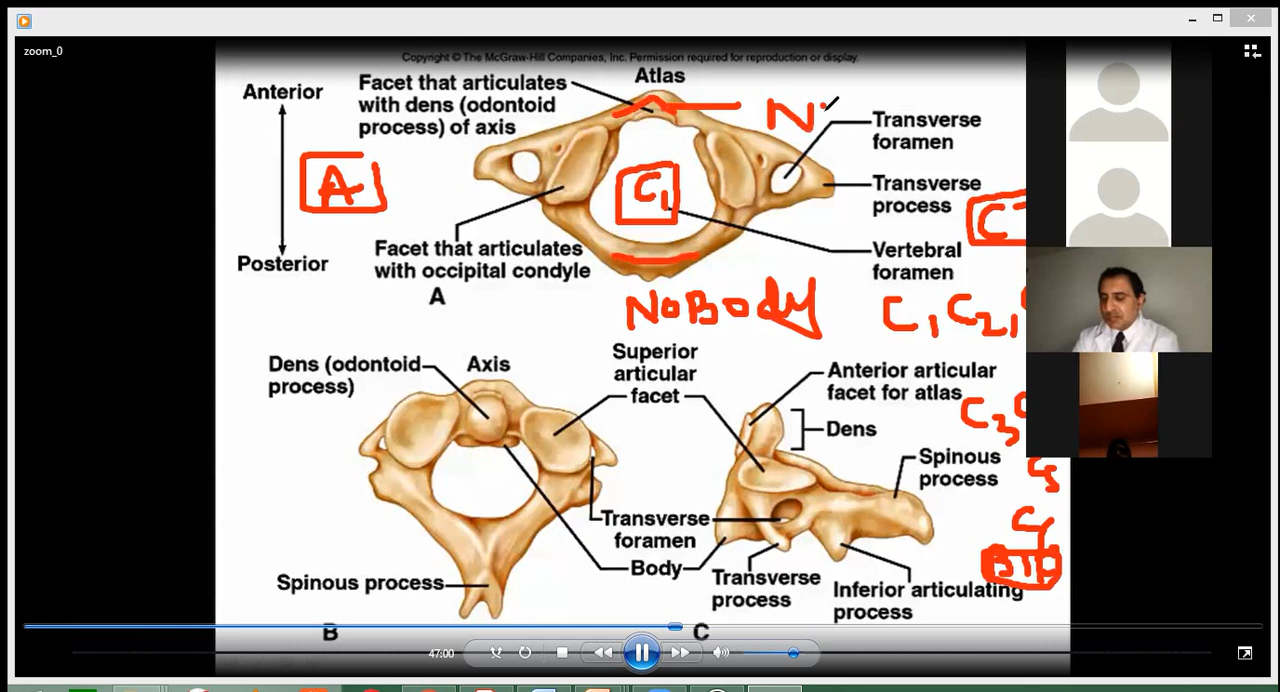 zoom_0
Copyright © The McGraw-Hill Companies, Inc. Permission required for reproduction or display.
Anterior
Facet that articulates
with dens (odontoid
process) of axis
Atlas
N
Transverse
foramen
A
C1
Transverse
process
C
Posterior
Facet that articulates
with occipital condyle
Vertebral
foramen
A
NoBody
C1 C2,
Dens (odontoid
process)
Axis
Superior
articular
facet
Anterior articular
facet for atlas
C3
Dens
Spinous
process
Transverse
foramen
Body
Spinous process
Transverse
process
Inferior articulating
process
B
C
47:00